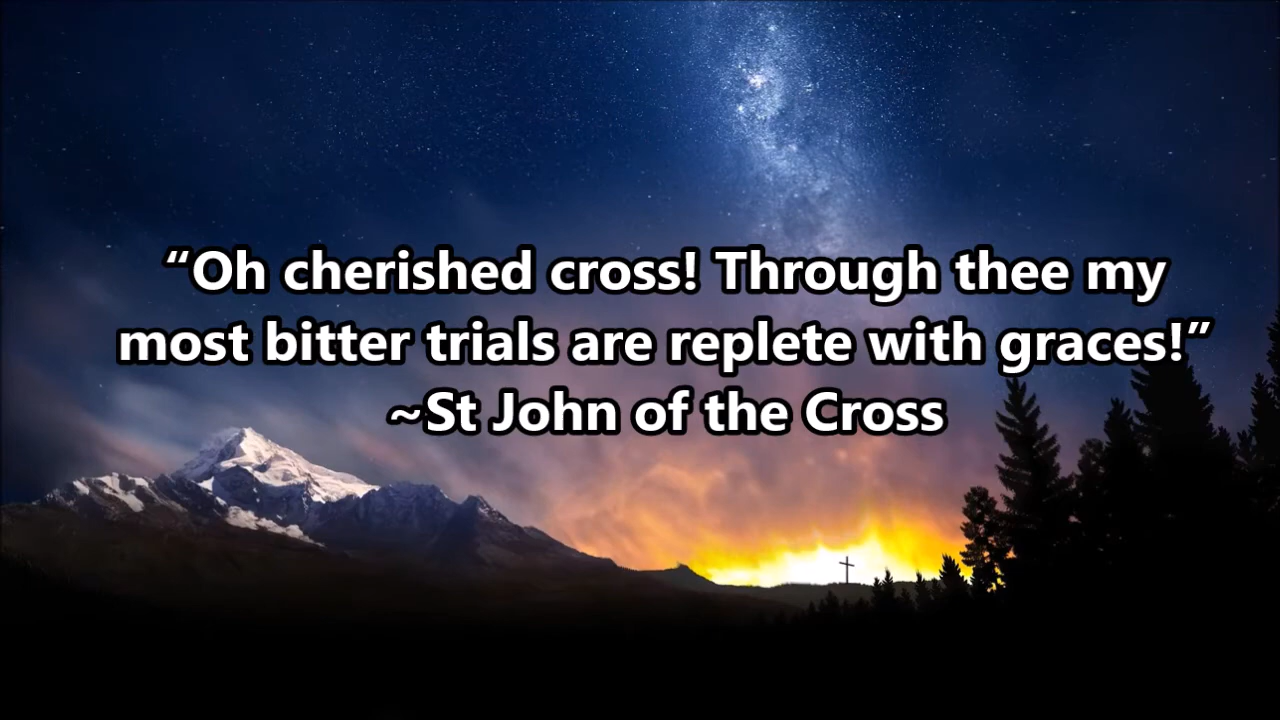 “Oh cherished cross! Through thee my
most bitter trials are replete with graces!”
~St John of the Cross